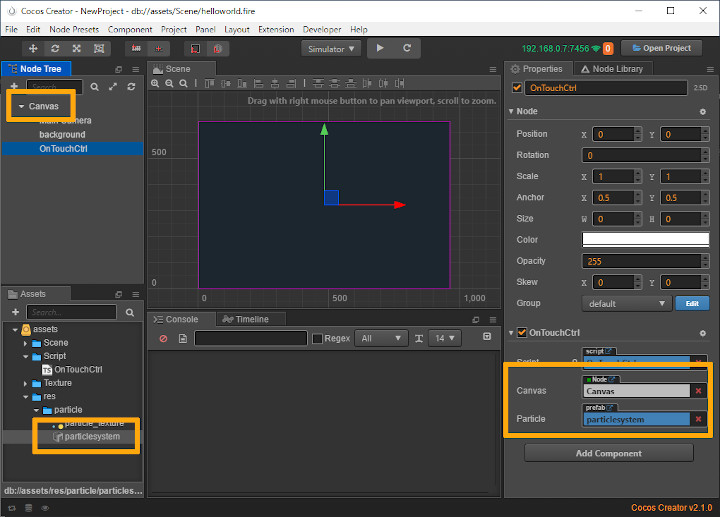 Cocos Creator - NewProject - db://assets/Scene/helloworld.fire
File Edit Node Presets Component Project Panel Layout Extension Developer Help
Simulator
192.168.0.7:7456 0 Open Project
Node Tree
Search...
Canvas
Main Camera
background
OnTouchCtrl
Scene
Drag with right mouse button to pan viewport, scroll to zoom.
500
0
0 500 1,000
Assets
Search...
assets
Scene
Script
TS OnTouchCtrl
Texture
res
particle
particle_texture
particlesystem
db://assets/res/particle/particles...
Console Timeline
Regex All 14
Properties Node Library
OnTouchCtrl 2.5D
Node
Position X 0 Y 0
Rotation 0
Scale X 1 Y 1
Anchor X 0.5 Y 0.5
Size W 0 H 0
Color
Opacity 255
Skew X 0 Y 0
Group default Edit
OnTouchCtrl
script
Script
Node
Canvas Canvas
prefab
Particle particlesystem
Add Component
Cocos Creator v2.1.0